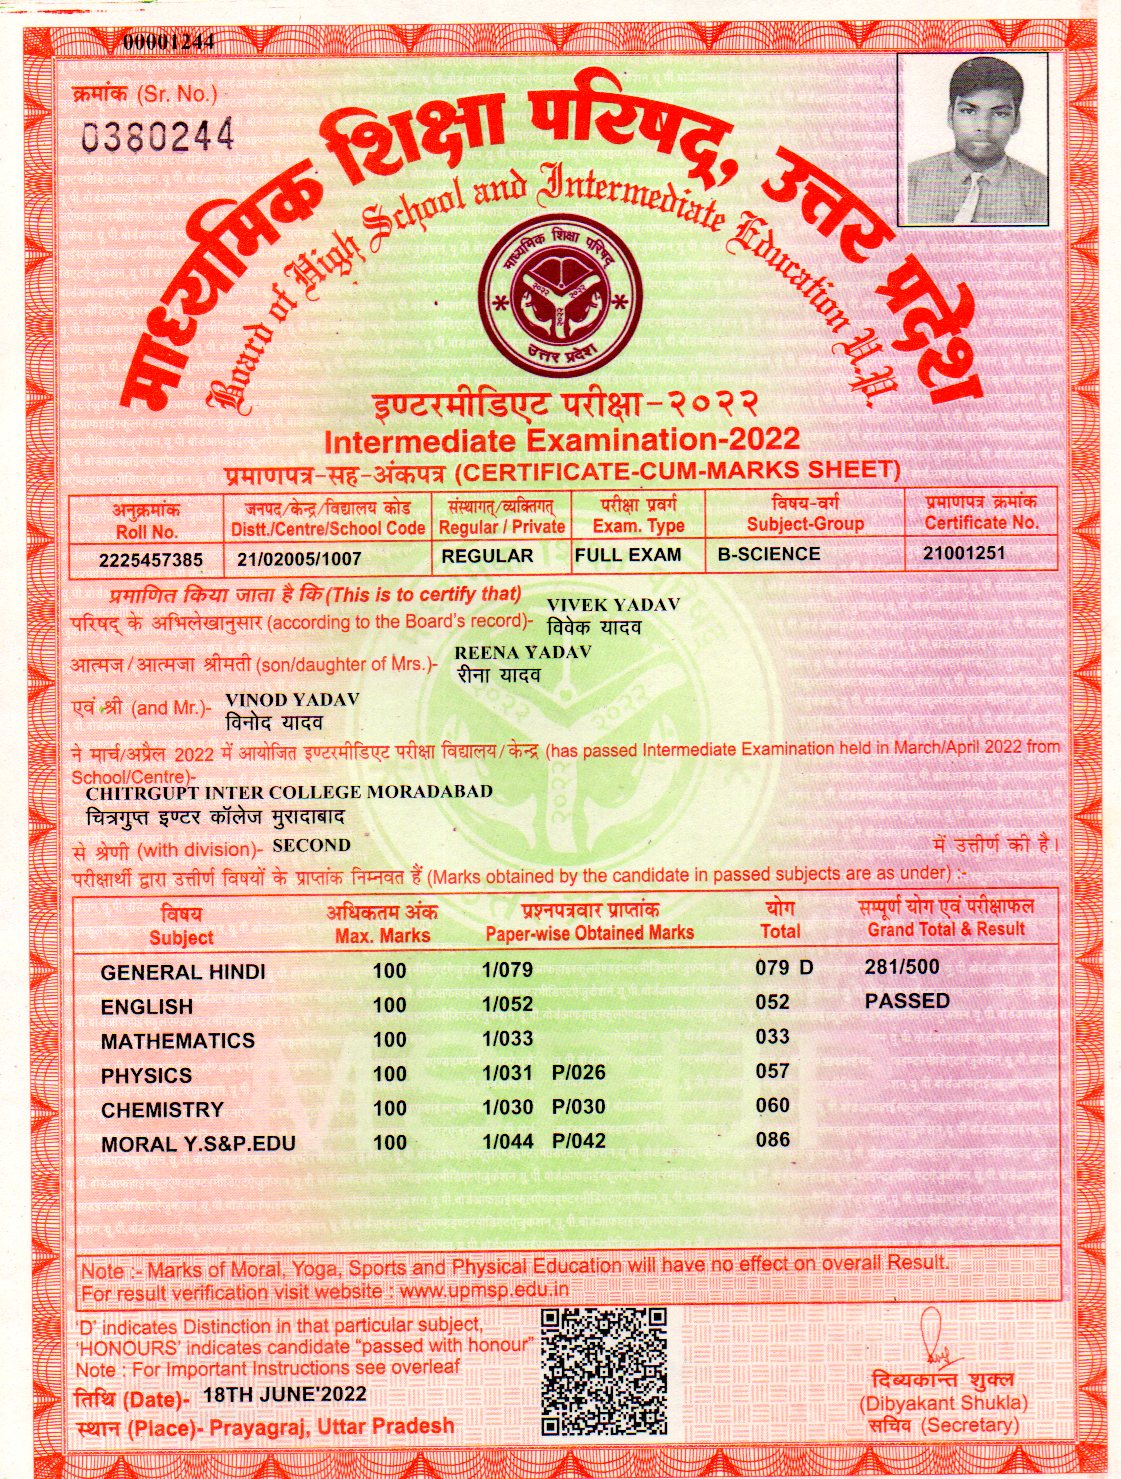 00001244
क्रमांक (Sr. No.)
0380244
माध्यमिक शिक्षा परिषद्, उत्तर प्रदेश
Board of High School and Intermediate Education U.P.
माध्यमिक शिक्षा परिषद्
२०२२ २०२२
२०२२
उत्तर प्रदेश
इण्टरमीडिएट परीक्षा-२०२२
Intermediate Examination-2022
प्रमाणपत्र-सह-अंकपत्र (CERTIFICATE-CUM-MARKS SHEET)
अनुक्रमांक जनपद/केन्द्र/विद्यालय कोड संस्थागत्/व्यक्तिगत् परीक्षा प्रवर्ग विषय-वर्ग प्रमाणपत्र क्रमांक
Roll No. Distt./Centre/School Code Regular / Private Exam. Type Subject-Group Certificate No.
2225457385 21/02005/1007 REGULAR FULL EXAM B-SCIENCE 21001251
प्रमाणित किया जाता है कि (This is to certify that) VIVEK YADAV
परिषद् के अभिलेखानुसार (according to the Board's record)- विवेक यादव
REENA YADAV
आत्मज/आत्मजा श्रीमती (son/daughter of Mrs.)- रीना यादव
एवं श्री (and Mr.)- VINOD YADAV
विनोद यादव
ने मार्च/अप्रैल 2022 में आयोजित इण्टरमीडिएट परीक्षा विद्यालय/केन्द्र (has passed Intermediate Examination held in March/April 2022 from
School/Centre)-
CHITRGUPT INTER COLLEGE MORADABAD
चित्रगुप्त इण्टर कॉलेज मुरादाबाद
से श्रेणी (with division)- SECOND में उत्तीर्ण की है।
परीक्षार्थी द्वारा उत्तीर्ण विषयों के प्राप्तांक निम्नवत हैं (Marks obtained by the candidate in passed subjects are as under) :-
विषय अधिकतम अंक प्रश्नपत्रवार प्राप्तांक योग सम्पूर्ण योग एवं परीक्षाफल
Subject Max. Marks Paper-wise Obtained Marks Total Grand Total & Result
GENERAL HINDI 100 1/079 079 D 281/500
ENGLISH 100 1/052 052 PASSED
MATHEMATICS 100 1/033 033
PHYSICS 100 1/031 P/026 057
CHEMISTRY 100 1/030 P/030 060
MORAL Y.S&P.EDU 100 1/044 P/042 086
Note :- Marks of Moral, Yoga, Sports and Physical Education will have no effect on overall Result.
For result verification visit website : www.upmsp.edu.in
'D' indicates Distinction in that particular subject,
'HONOURS' indicates candidate "passed with honour"
Note : For Important Instructions see overleaf
तिथि (Date)- 18TH JUNE'2022
स्थान (Place)- Prayagraj, Uttar Pradesh
दिब्यकान्त शुक्ल
(Dibyakant Shukla)
सचिव (Secretary)